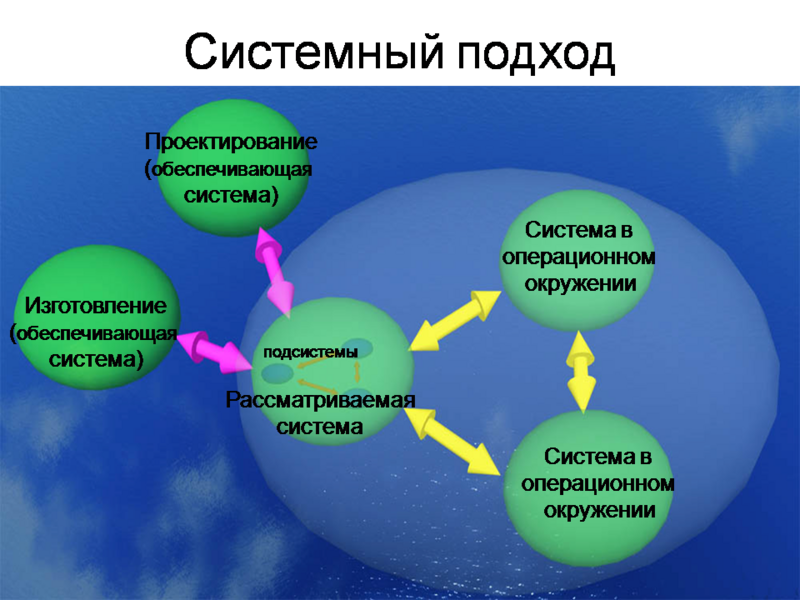 Системный подход
Проектирование
(обеспечивающая
система)
Система в
операционном
окружении
Изготовление
(обеспечивающая
система)
подсистемы
Рассматриваемая
система
Система в
операционном
окружении